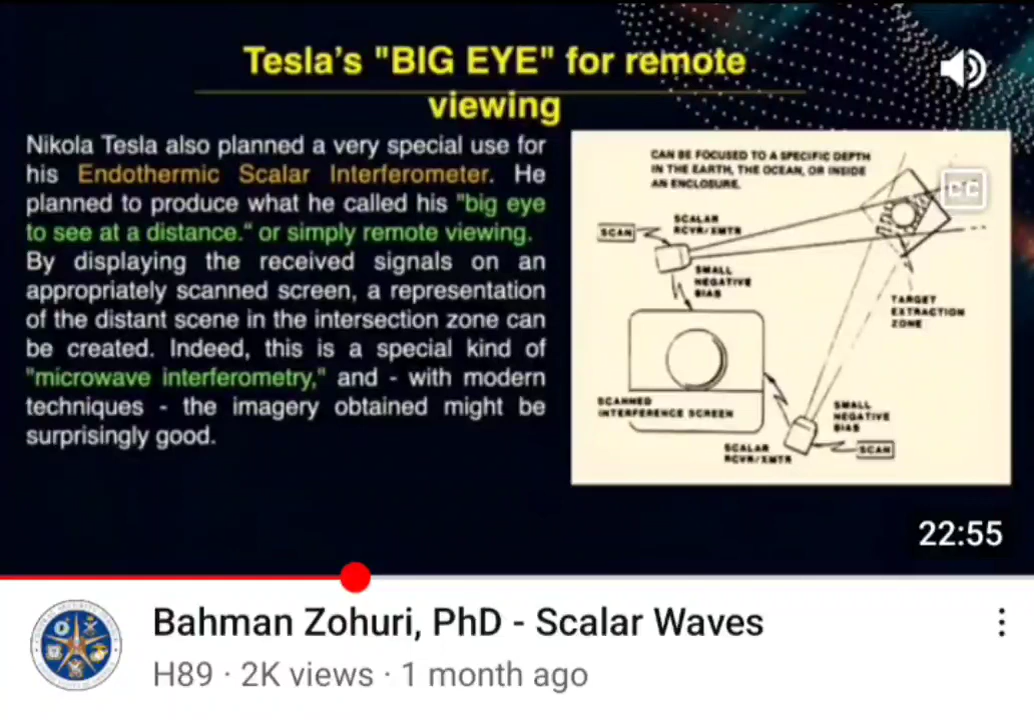 Tesla's "BIG EYE" for remote
viewing
Nikola Tesla also planned a very special use for
his Endothermic Scalar Interferometer. He
planned to produce what he called his "big eye
to see at a distance." or simply remote viewing.
By displaying the received signals on an
appropriately scanned screen, a representation
of the distant scene in the intersection zone can
be created. Indeed, this is a special kind of
"microwave interferometry," and - with modern
techniques - the imagery obtained might be
surprisingly good.
CAN BE FOCUSED TO A SPECIFIC DEPTH
IN THE EARTH, THE OCEAN, OR INSIDE
AN ENCLOSURE.
CC
SCALAR
RCVR/XMTR
SCAN
SMALL
NEGATIVE
BIAS
TARGET
EXTRACTION
ZONE
SCANNED
INTERFERENCE SCREEN
SMALL
NEGATIVE
BIAS
SCALAR
RCVR/XMTR
SCAN
22:55
Bahman Zohuri, PhD - Scalar Waves
H89 · 2K views · 1 month ago